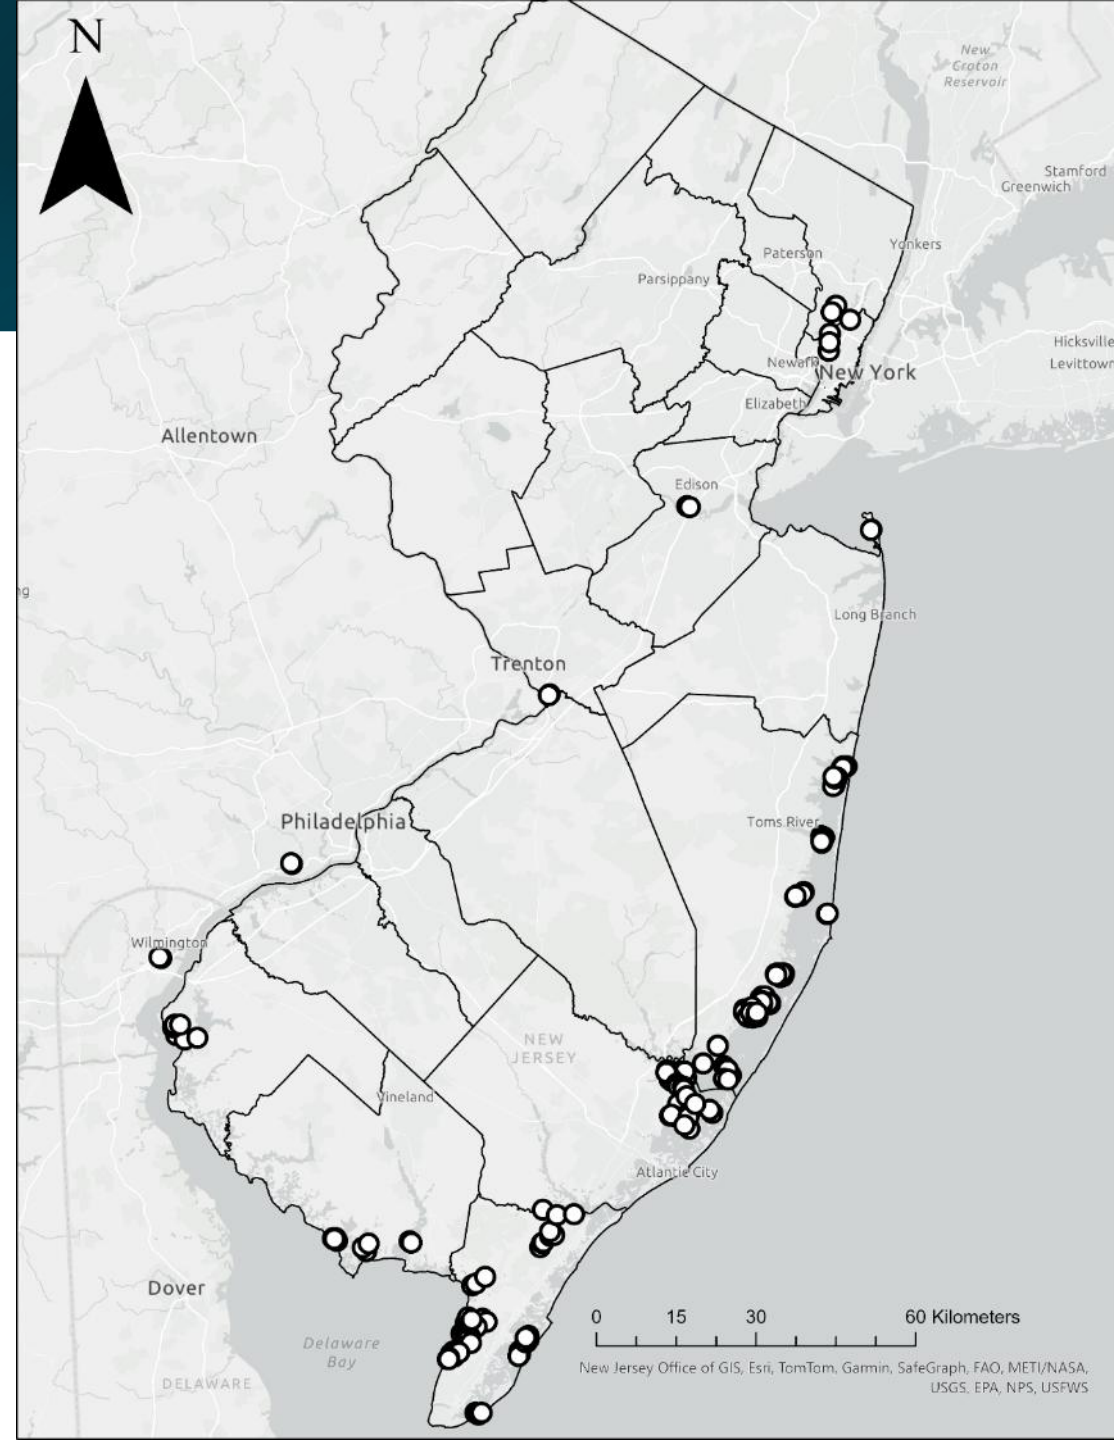 N
New
Croton
Reservoir
Stamford
Greenwich
Yonkers
Paterson
Parsippany
Hicksville
Levittown
Newark
New York
Elizabeth
Allentown
Edison
ng
Long Branch
Trenton
Toms River
Philadelphia
Wilmington
NEW
JERSEY
Vineland
Atlantic City
Dover
0 15 30 60 Kilometers
Delaware
Bay
New Jersey Office of GIS, Esri, TomTom, Garmin, SafeGraph, FAO, METI/NASA,
USGS, EPA, NPS, USFWS
DELAWARE